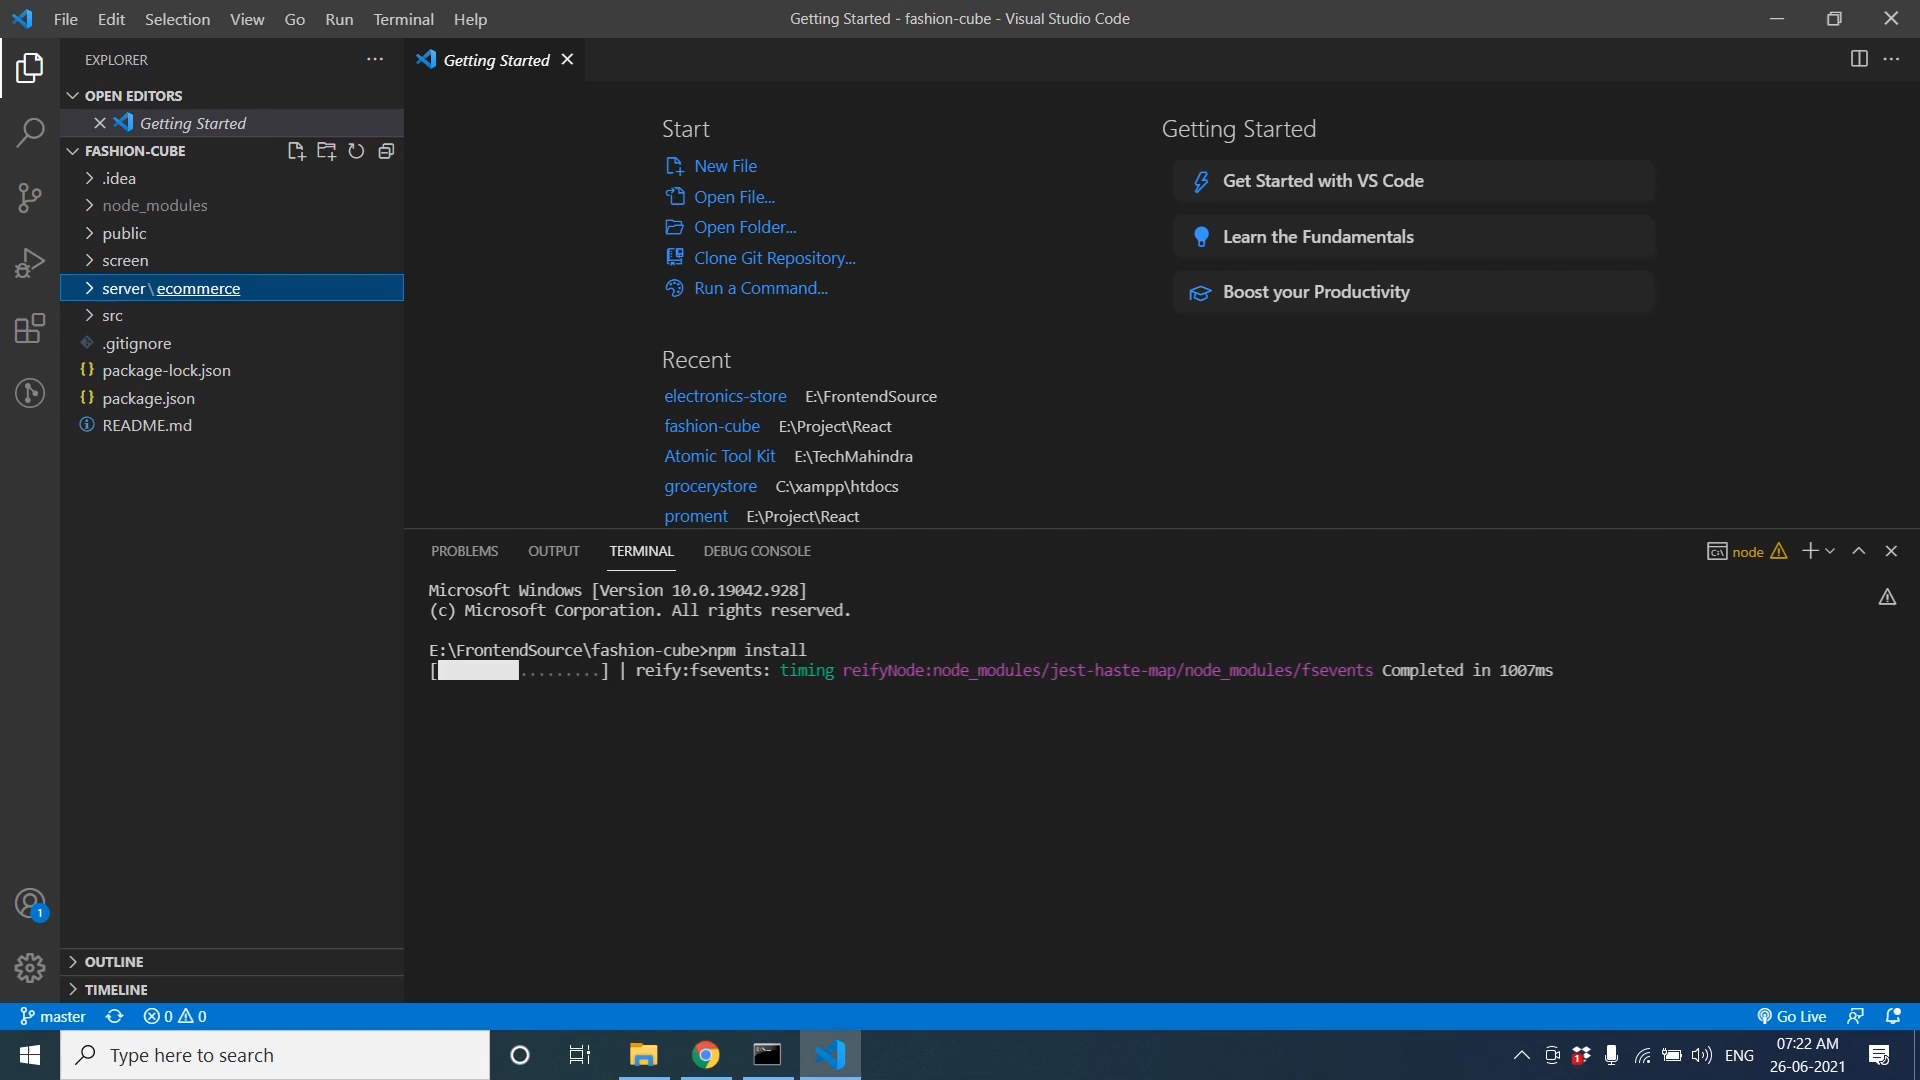 File Edit Selection View Go Run Terminal Help
Getting Started - fashion-cube - Visual Studio Code
EXPLORER
OPEN EDITORS
Getting Started
FASHION-CUBE
.idea
node_modules
public
screen
server\ecommerce
src
.gitignore
package-lock.json
package.json
README.md
OUTLINE
TIMELINE
Getting Started
Start
New File
Open File...
Open Folder...
Clone Git Repository...
Run a Command...
Recent
electronics-store E:\FrontendSource
fashion-cube E:\Project\React
Atomic Tool Kit E:\TechMahindra
grocerystore C:\xampp\htdocs
proment E:\Project\React
Getting Started
Get Started with VS Code
Learn the Fundamentals
Boost your Productivity
PROBLEMS OUTPUT TERMINAL DEBUG CONSOLE
node
Microsoft Windows [Version 10.0.19042.928]
(c) Microsoft Corporation. All rights reserved.
E:\FrontendSource\fashion-cube>npm install
[.........] | reify:fsevents: timing reifyNode:node_modules/jest-haste-map/node_modules/fsevents Completed in 1007ms
1
master 0 0
Go Live
Type here to search
1
ENG
07:22 AM
26-06-2021